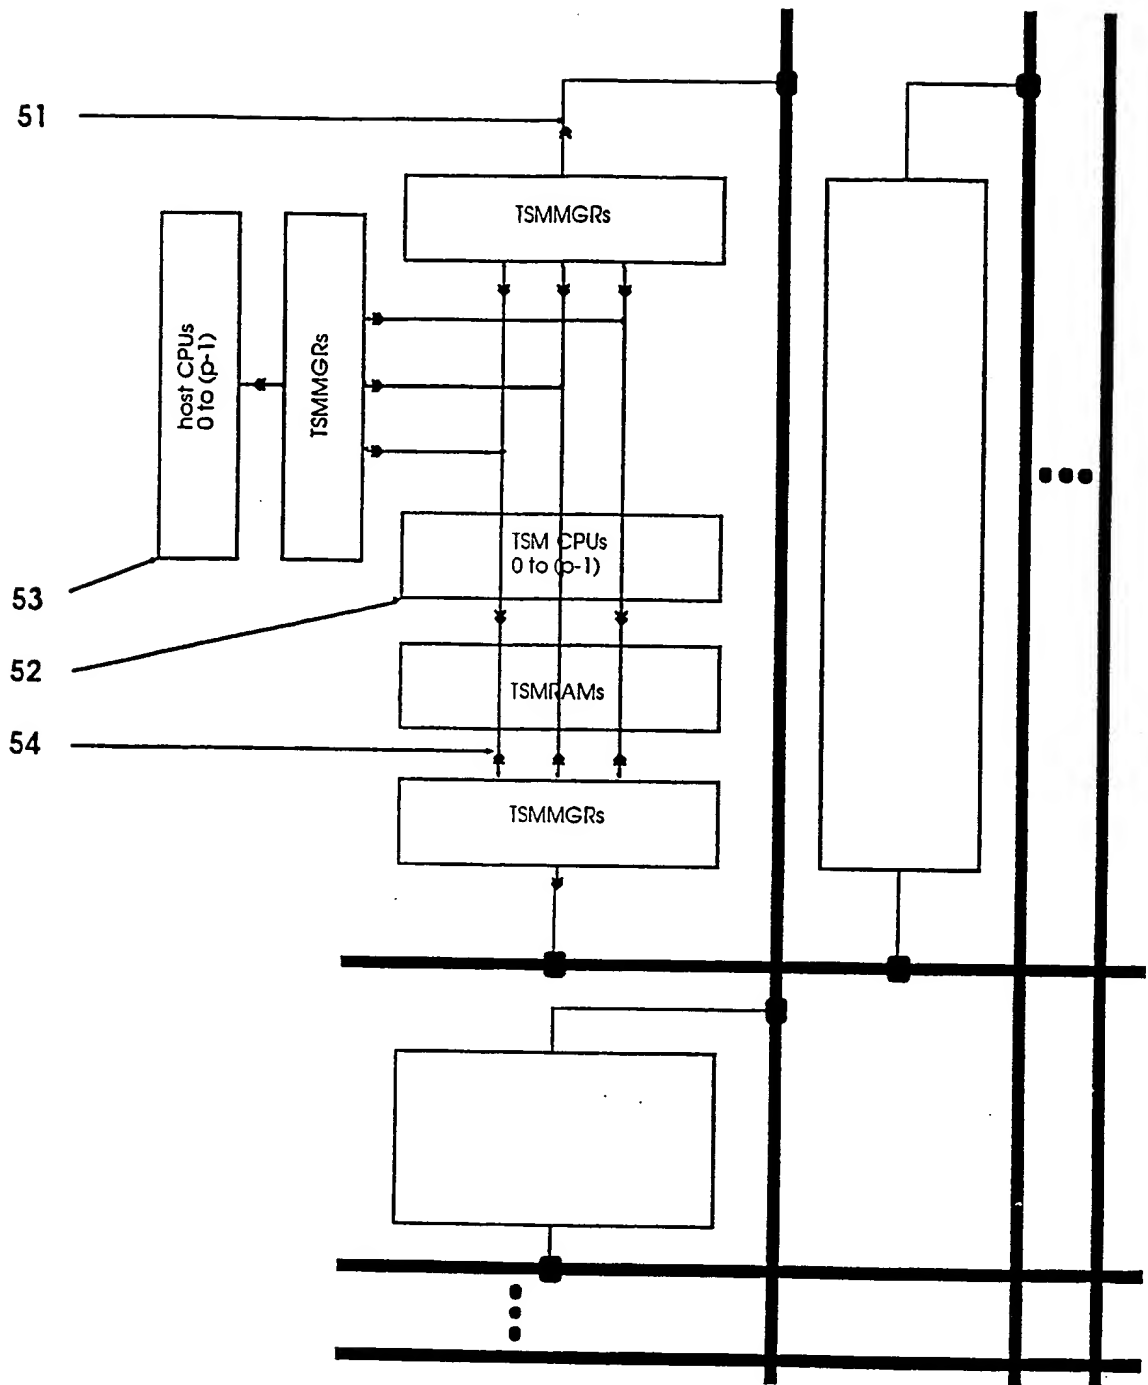 51
TSMMGRs
host CPUs
0 to (p-1)
TSMMGRs
TSM CPUs
0 to (p-1)
53
52
TSMRAMs
54
TSMMGRs